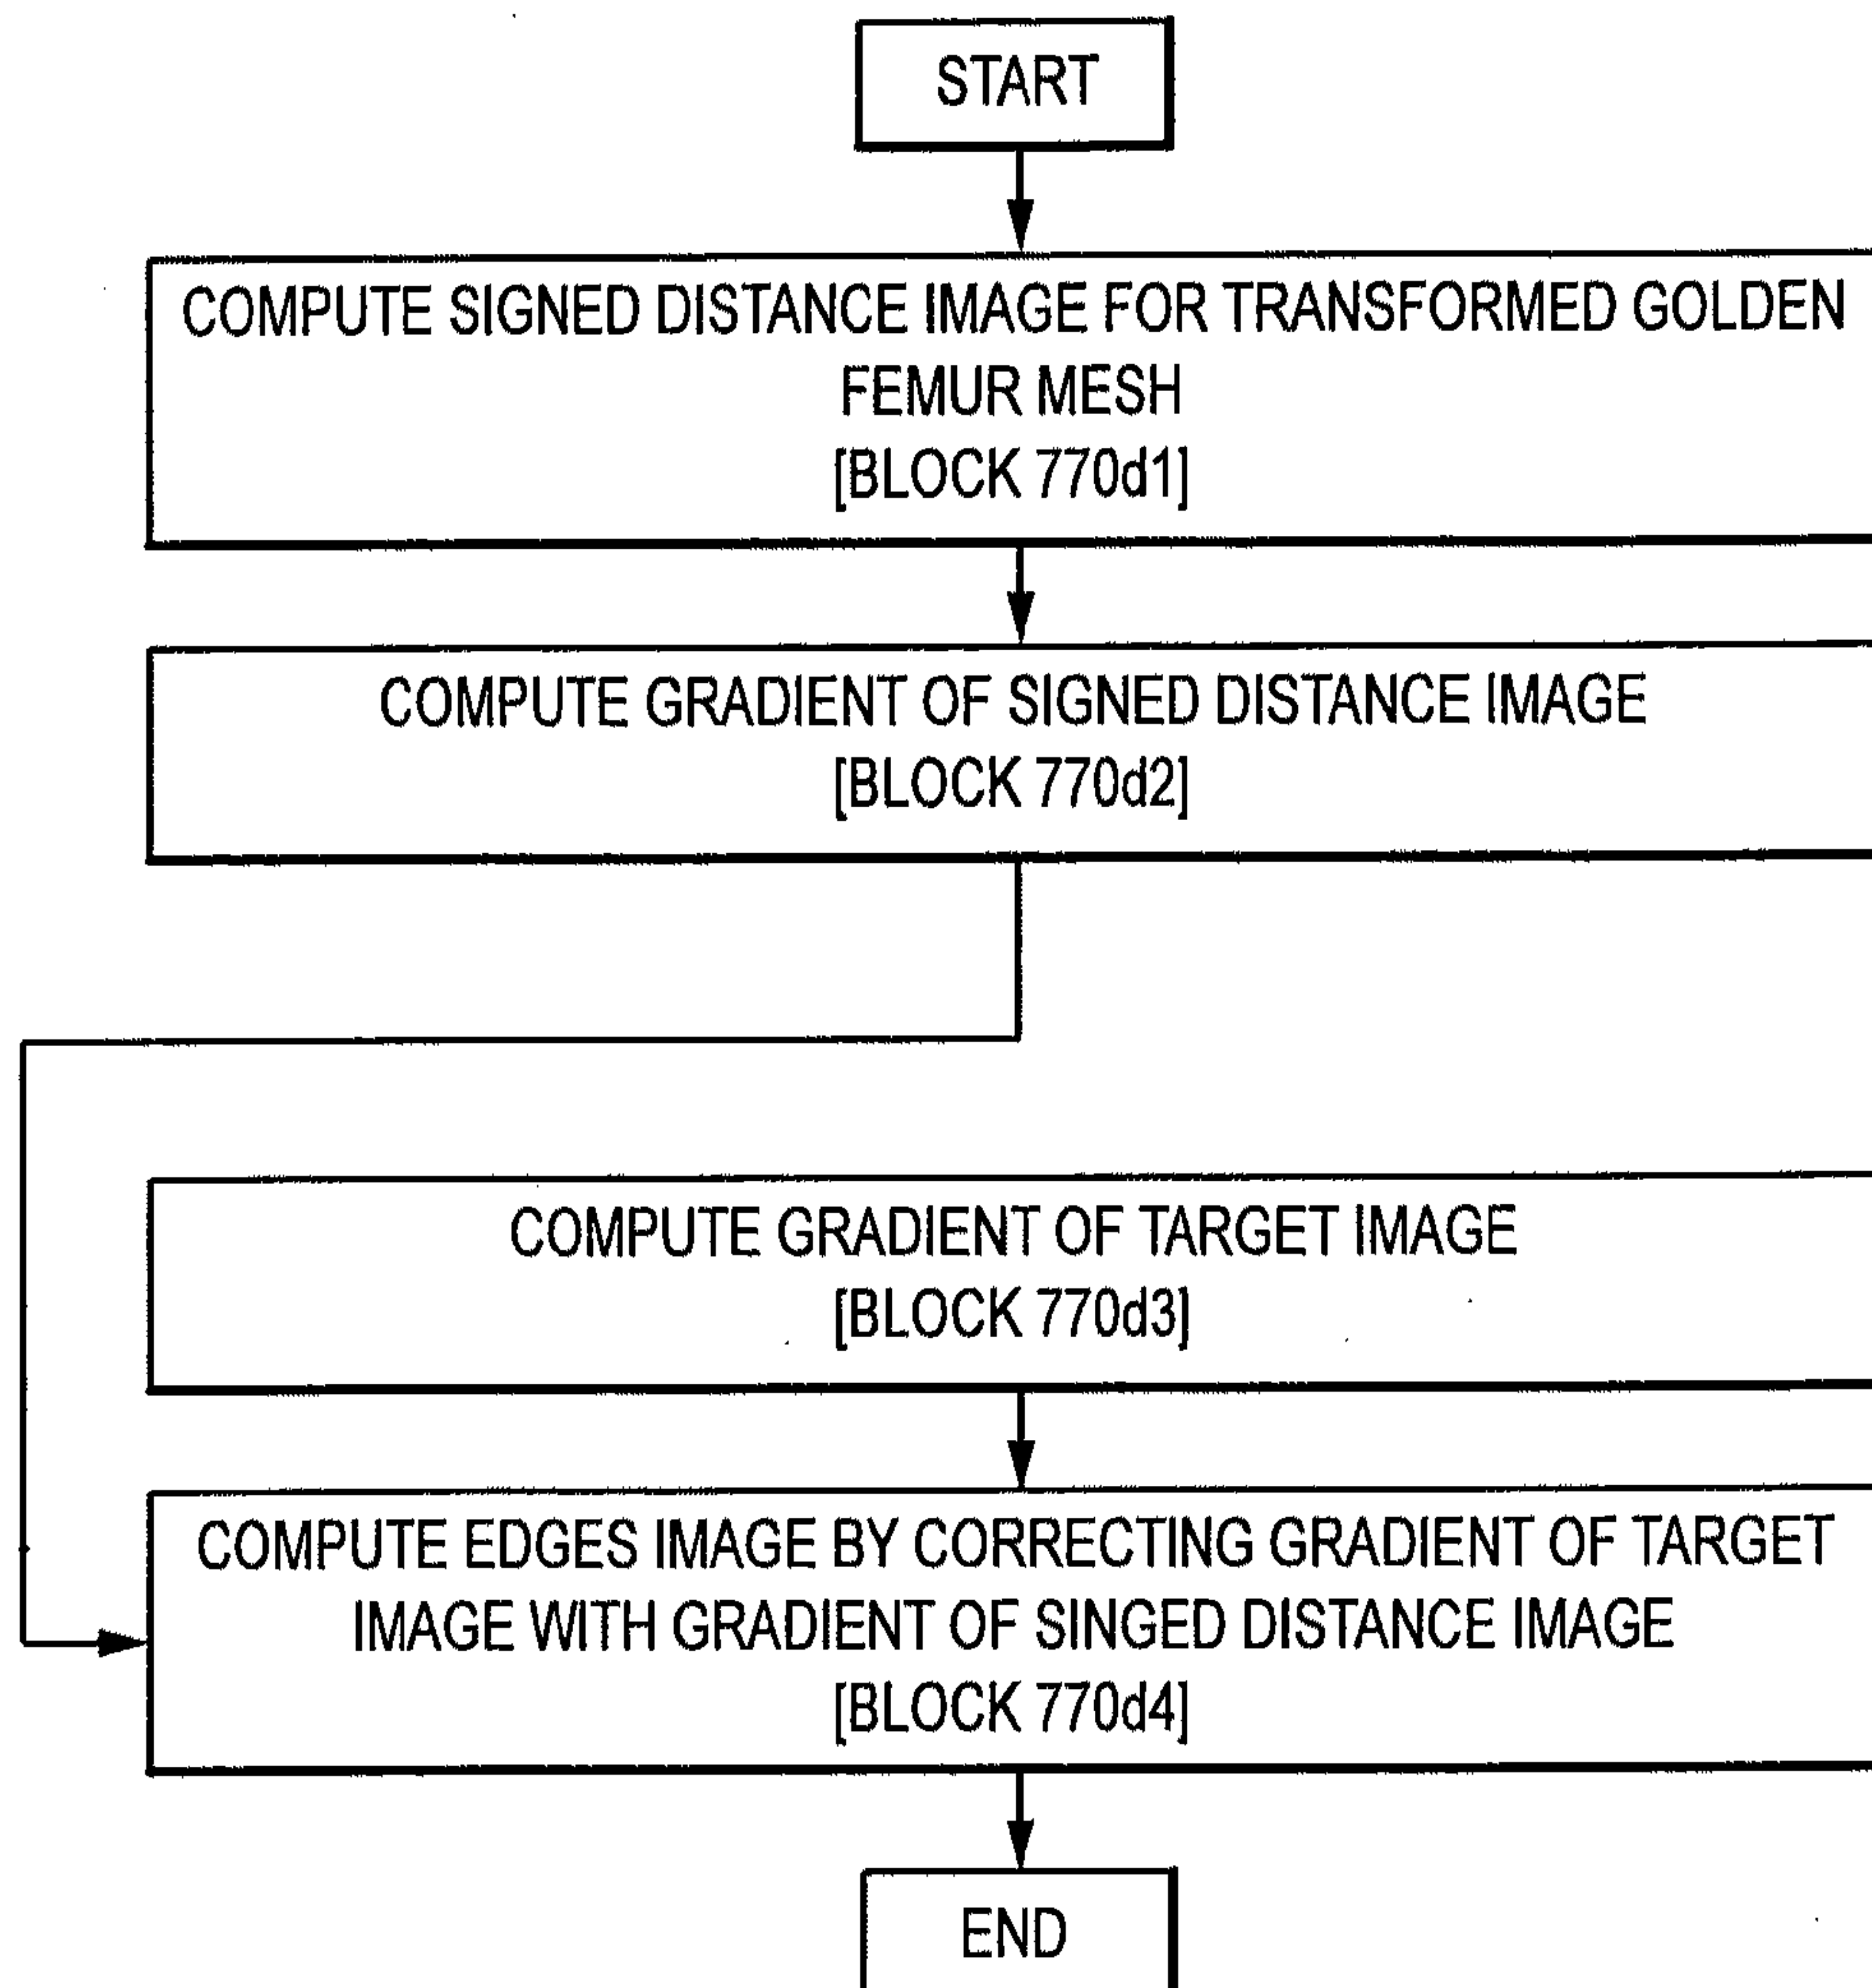 START
COMPUTE SIGNED DISTANCE IMAGE FOR TRANSFORMED GOLDEN
FEMUR MESH
[BLOCK 770d1]
COMPUTE GRADIENT OF SIGNED DISTANCE IMAGE
[BLOCK 770d2]
COMPUTE GRADIENT OF TARGET IMAGE
[BLOCK 770d3]
COMPUTE EDGES IMAGE BY CORRECTING GRADIENT OF TARGET
IMAGE WITH GRADIENT OF SINGED DISTANCE IMAGE
[BLOCK 770d4]
END